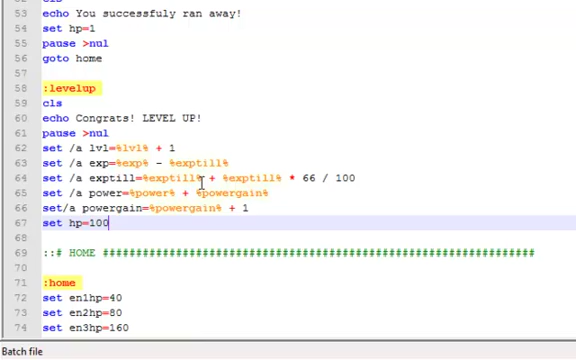 53 echo You successfuly ran away!
54 set hp=1
55 pause >nul
56 goto home
57
58 :levelup
59 cls
60 echo Congrats! LEVEL UP!
61 pause >nul
62 set /a lvl=%lvl% + 1
63 set /a exp=%exp% - %exptill%
64 set /a exptill=%exptill% + %exptill% * 66 / 100
65 set /a power=%power% + %powergain%
66 set/a powergain=%powergain% + 1
67 set hp=100
68
69 ::# HOME ################################################################
70
71 :home
72 set en1hp=40
73 set en2hp=80
74 set en3hp=160
Batch file